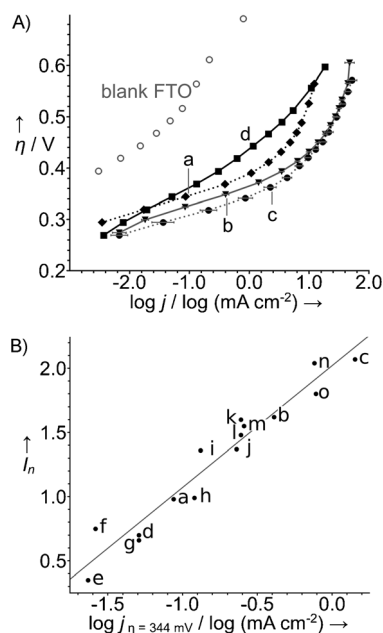 A)
0.6
blank FTO
0.5
d
↑
η / V
a
0.4
0.3
b
c
0.2
-2.0 -1.0 0.0 1.0 2.0
log j / log (mA cm⁻²) →
B)
2.0
n c
o
k
l m b
↑
Iₙ
1.5
i j
1.0
a h
f
d
g
0.5
e
-1.5 -1.0 -0.5 0.0
log j η = 344 mV / log (mA cm⁻²) →